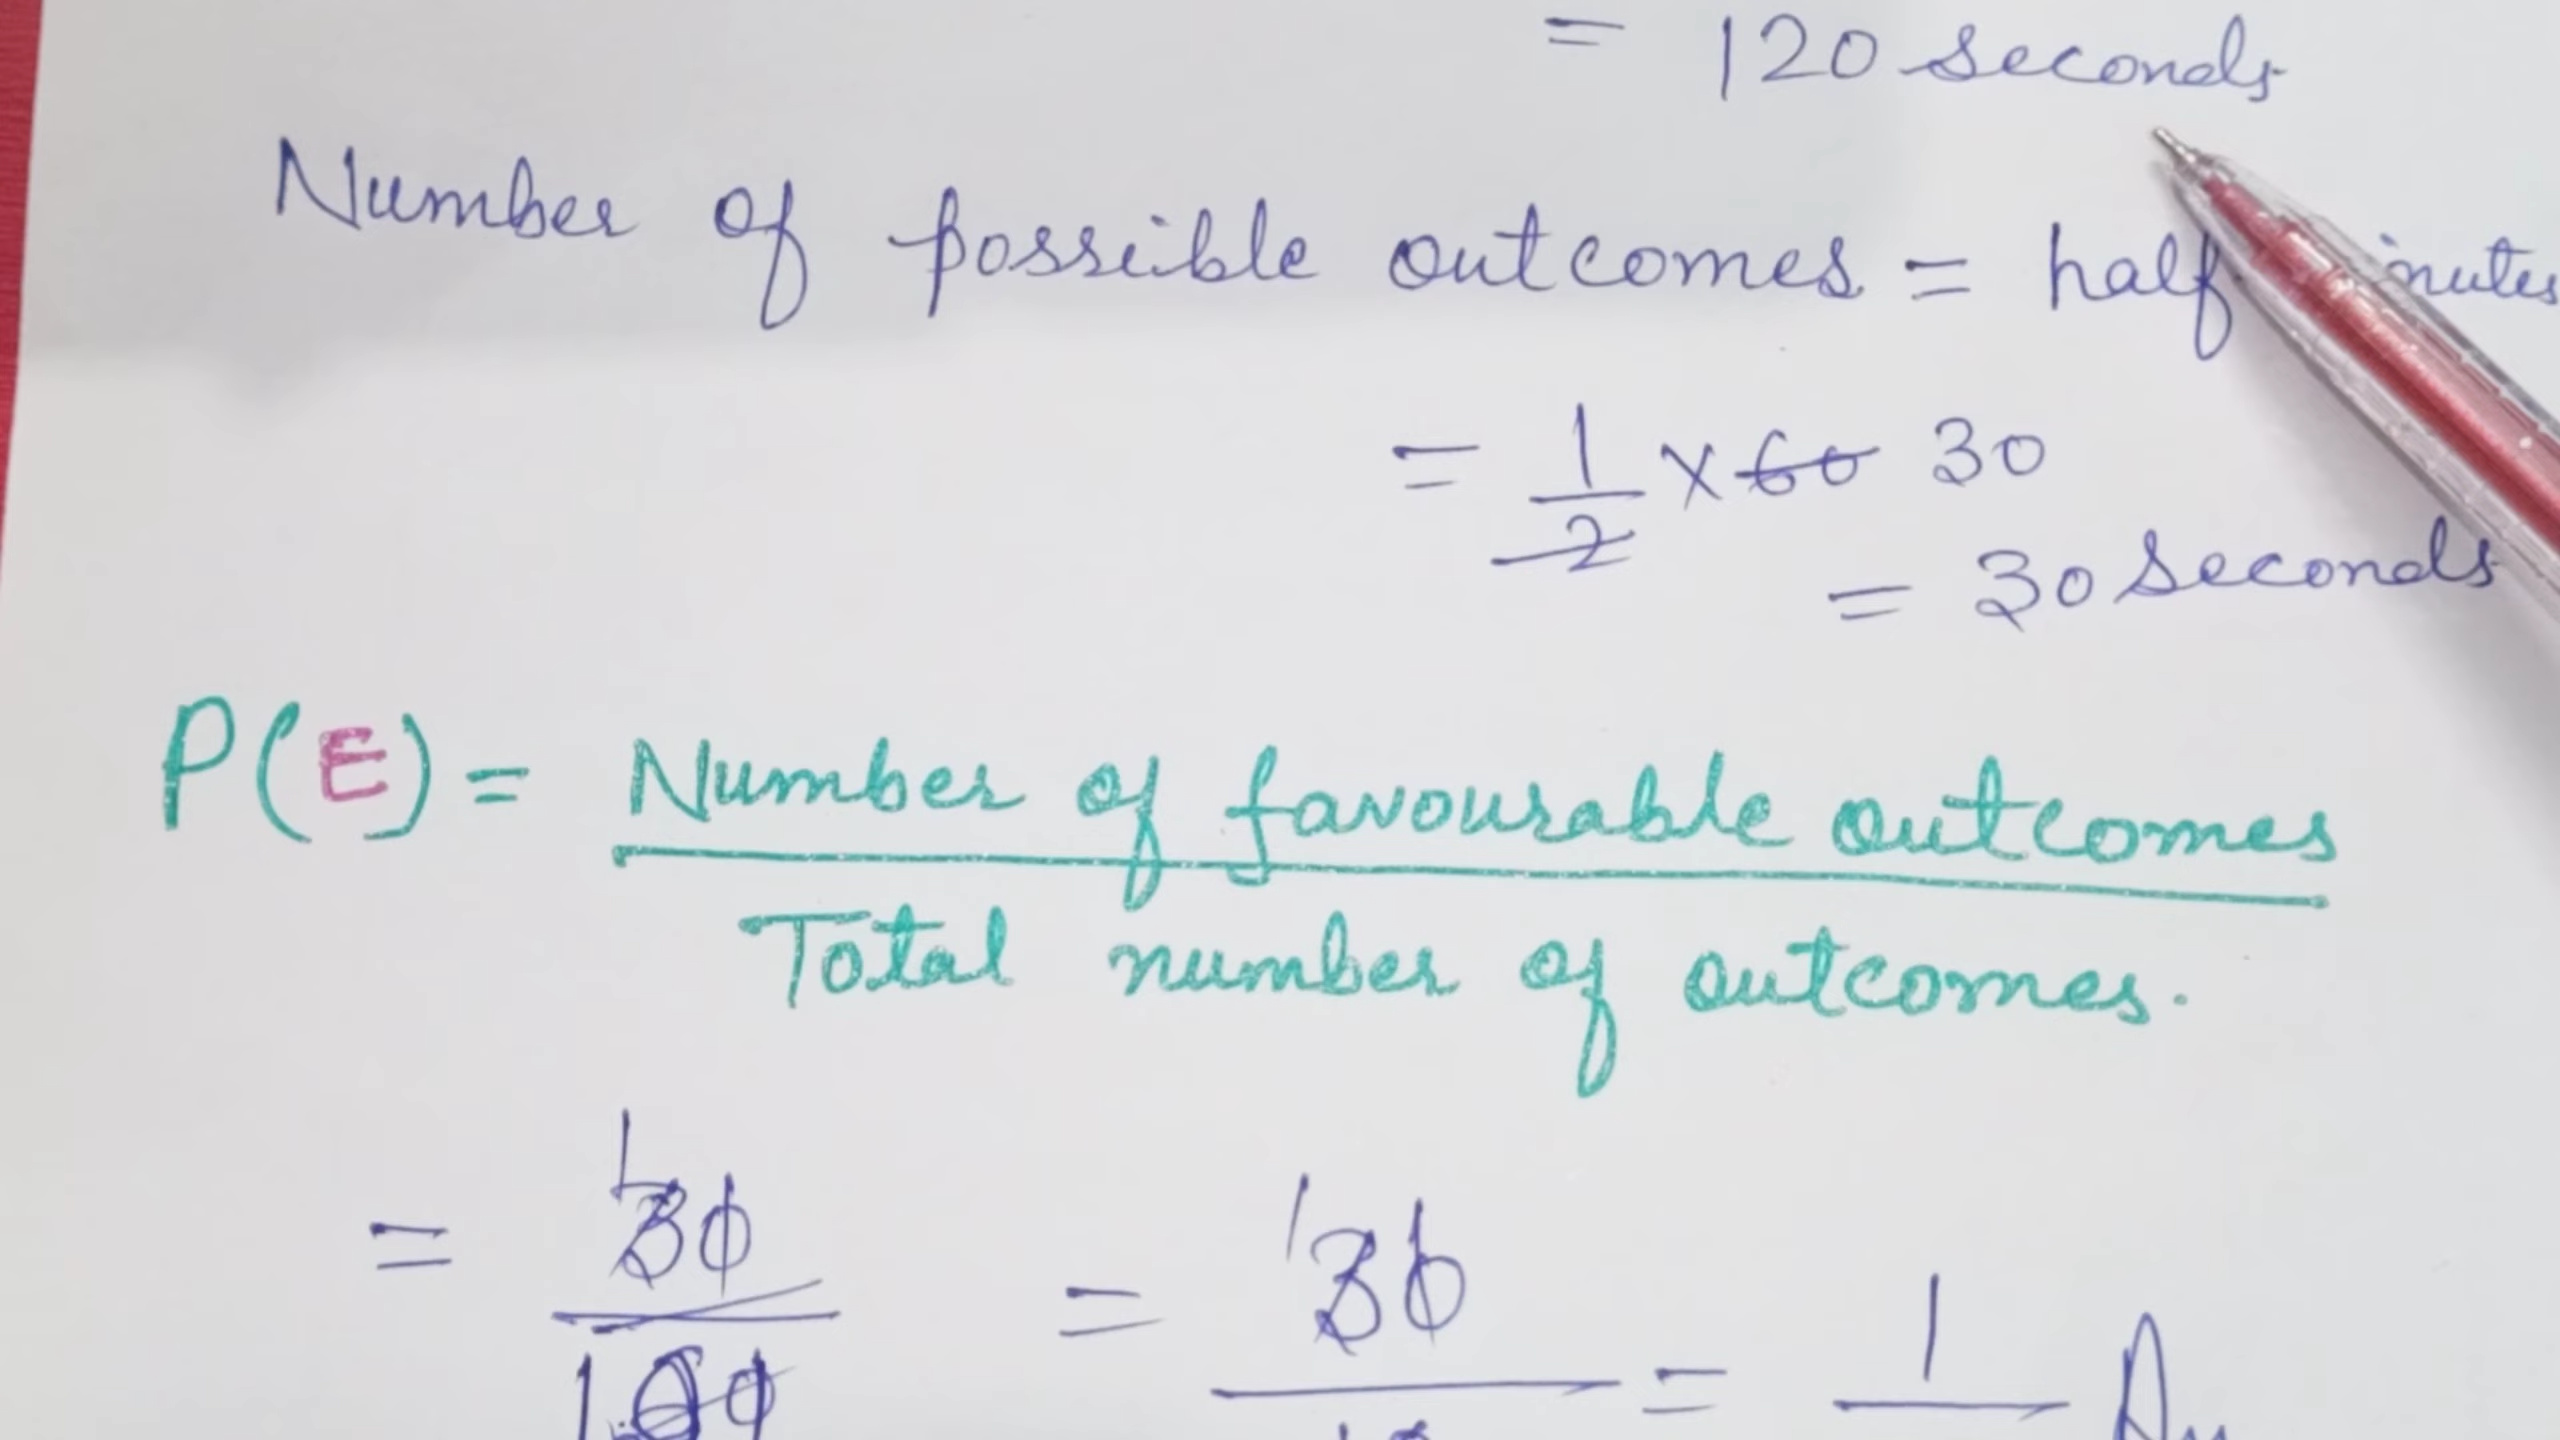 = 120 seconds
Number of possible outcomes = half nutes
= 1/2 × 60 30
= 30 seconds
P(E) = Number of favourable outcomes
Total number of outcomes.
= 30 = 30 = 1